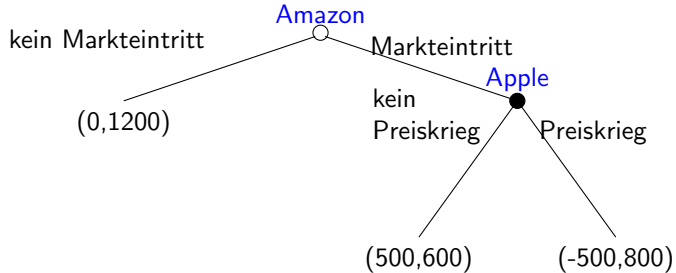 Amazon
kein Markteintritt
Markteintritt
Apple
kein
Preiskrieg
Preiskrieg
(0,1200)
(500,600)
(-500,800)